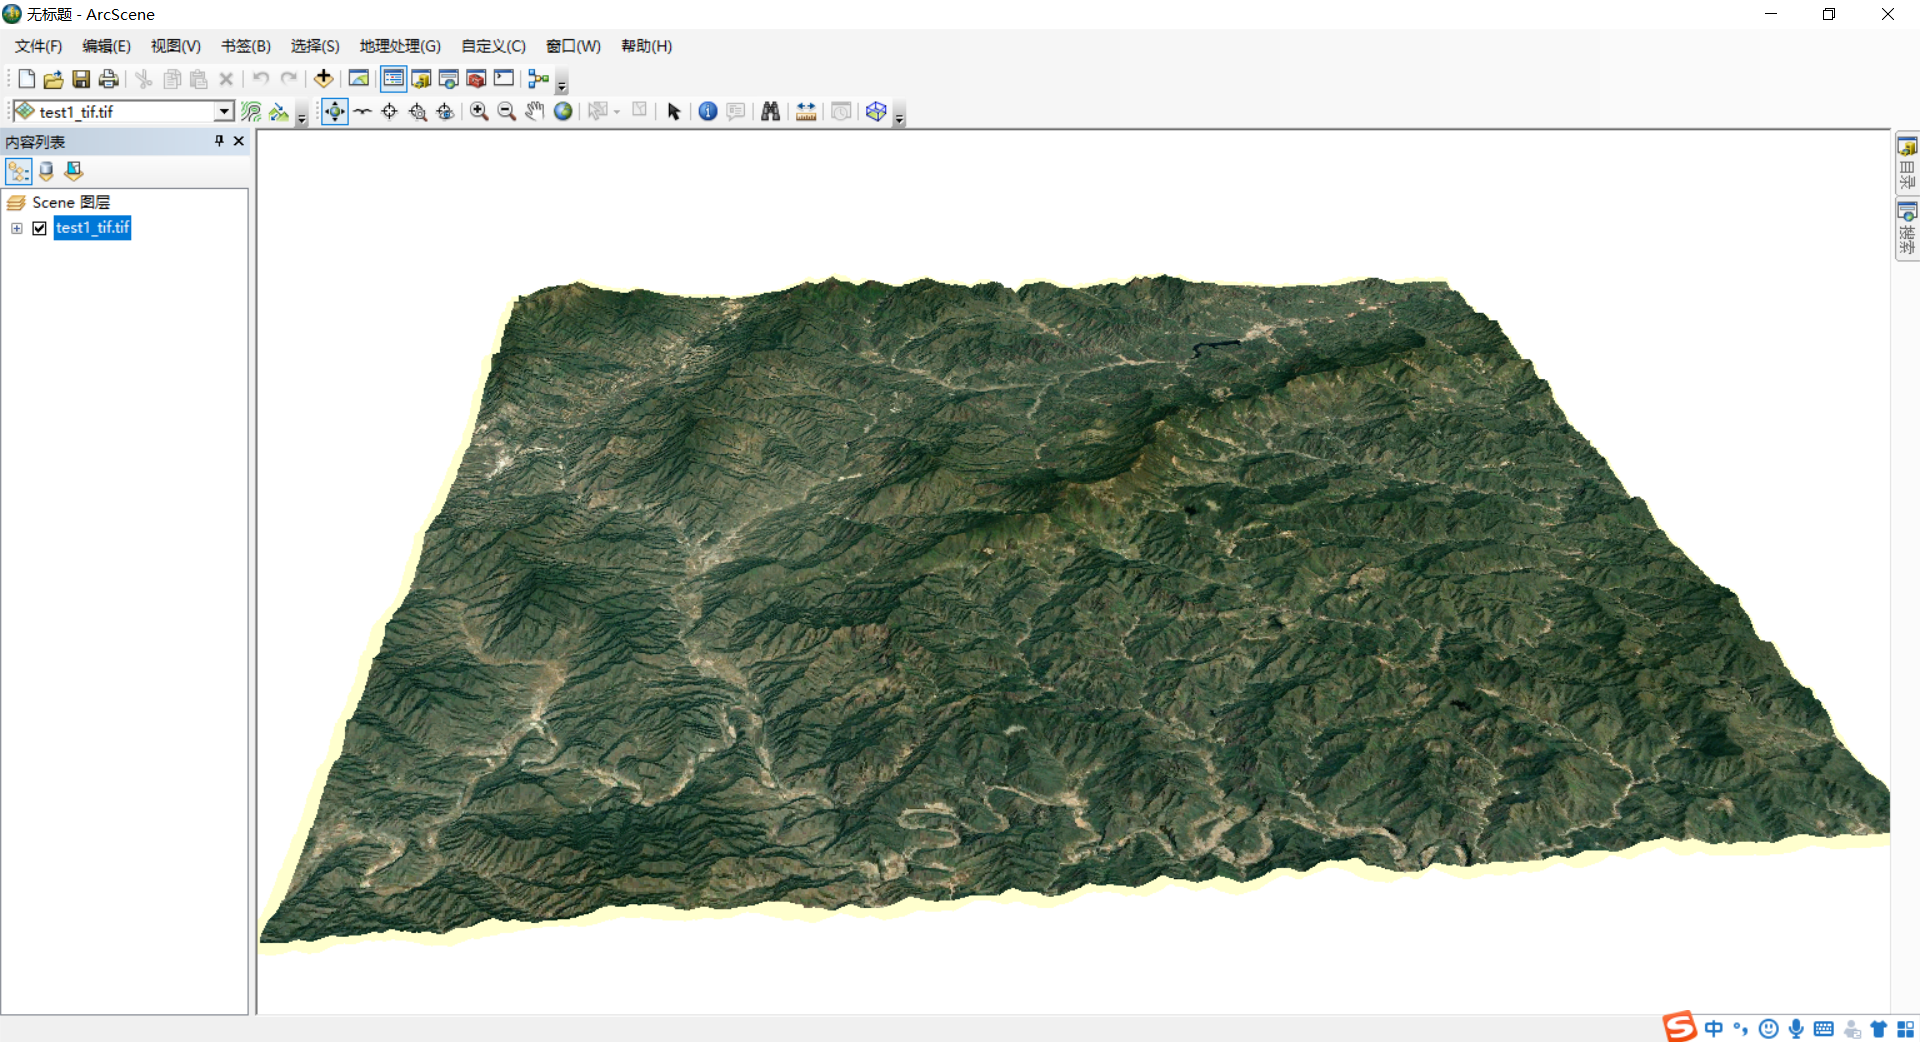 无标题 - ArcScene
文件(F) 编辑(E) 视图(V) 书签(B) 选择(S) 地理处理(G) 自定义(C) 窗口(W) 帮助(H)
test1_tif.tif
内容列表
Scene 图层
test1_tif.tif
目录
搜索
中